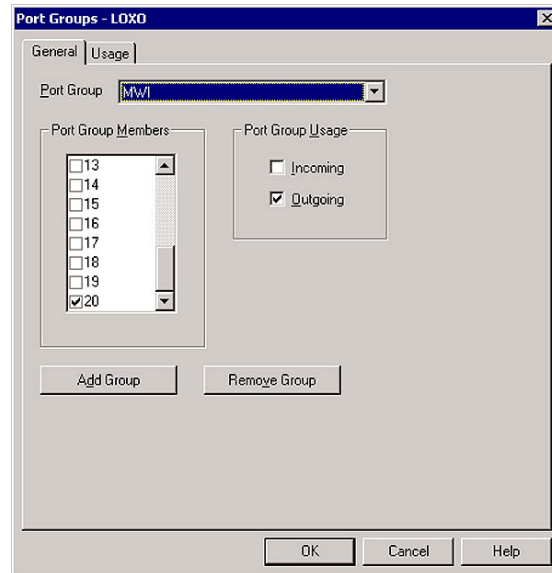 Port Groups - LOXO
General
Usage
Port Group
MWI
Port Group Members
Port Group Usage
13
14
15
16
17
18
19
20
Incoming
Outgoing
Add Group
Remove Group
OK
Cancel
Help